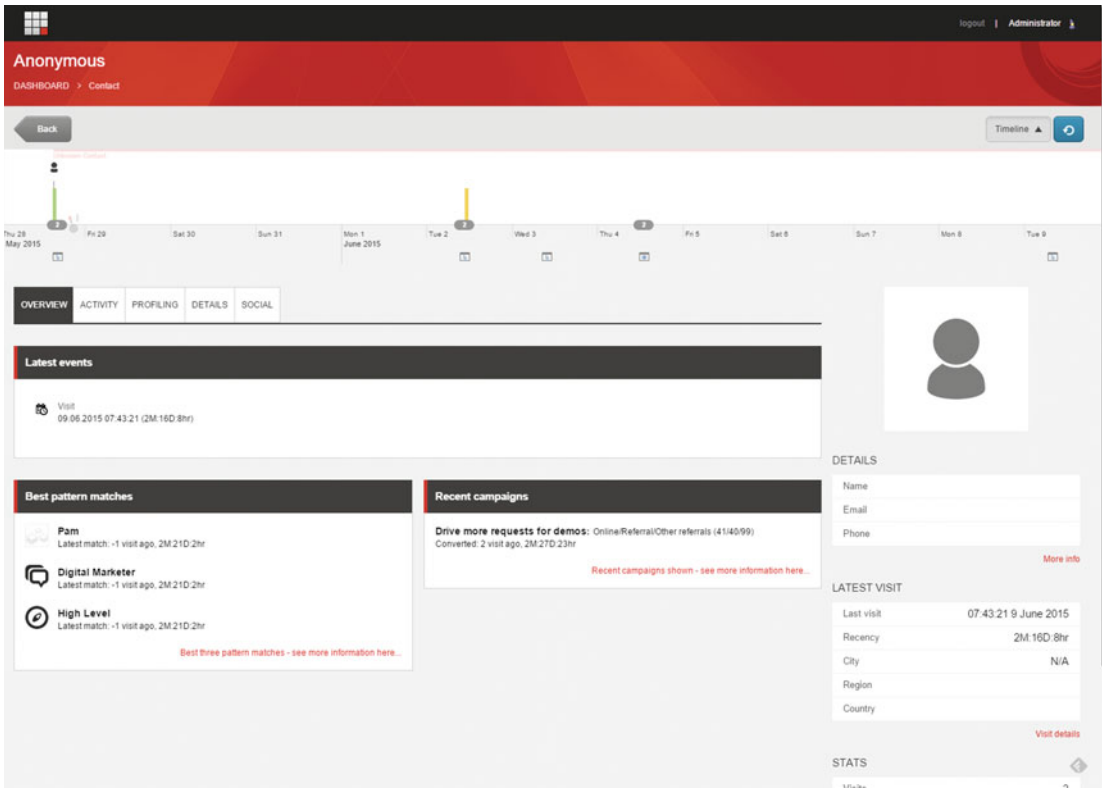 logout | Administrator
Anonymous
DASHBOARD > Contact
Back
Timeline ▲
Unknown Contact
2
2
2
Thu 28
May 2015
Fri 29
Sat 30
Sun 31
Mon 1
June 2015
Tue 2
Wed 3
Thu 4
Fri 5
Sat 6
Sun 7
Mon 8
Tue 9
OVERVIEW ACTIVITY PROFILING DETAILS SOCIAL
Latest events
Visit
09.06.2015 07:43:21 (2M:16D:8hr)
Best pattern matches
Pam
Latest match: -1 visit ago, 2M:21D:2hr
Digital Marketer
Latest match: -1 visit ago, 2M:21D:2hr
High Level
Latest match: -1 visit ago, 2M:21D:2hr
Best three pattern matches - see more information here...
Recent campaigns
Drive more requests for demos: Online/Referral/Other referrals (41/40/99)
Converted: 2 visit ago, 2M:27D:23hr
Recent campaigns shown - see more information here...
DETAILS
Name
Email
Phone
More info
LATEST VISIT
Last visit 07:43:21 9 June 2015
Recency 2M:16D:8hr
City N/A
Region
Country
Visit details
STATS
Visits